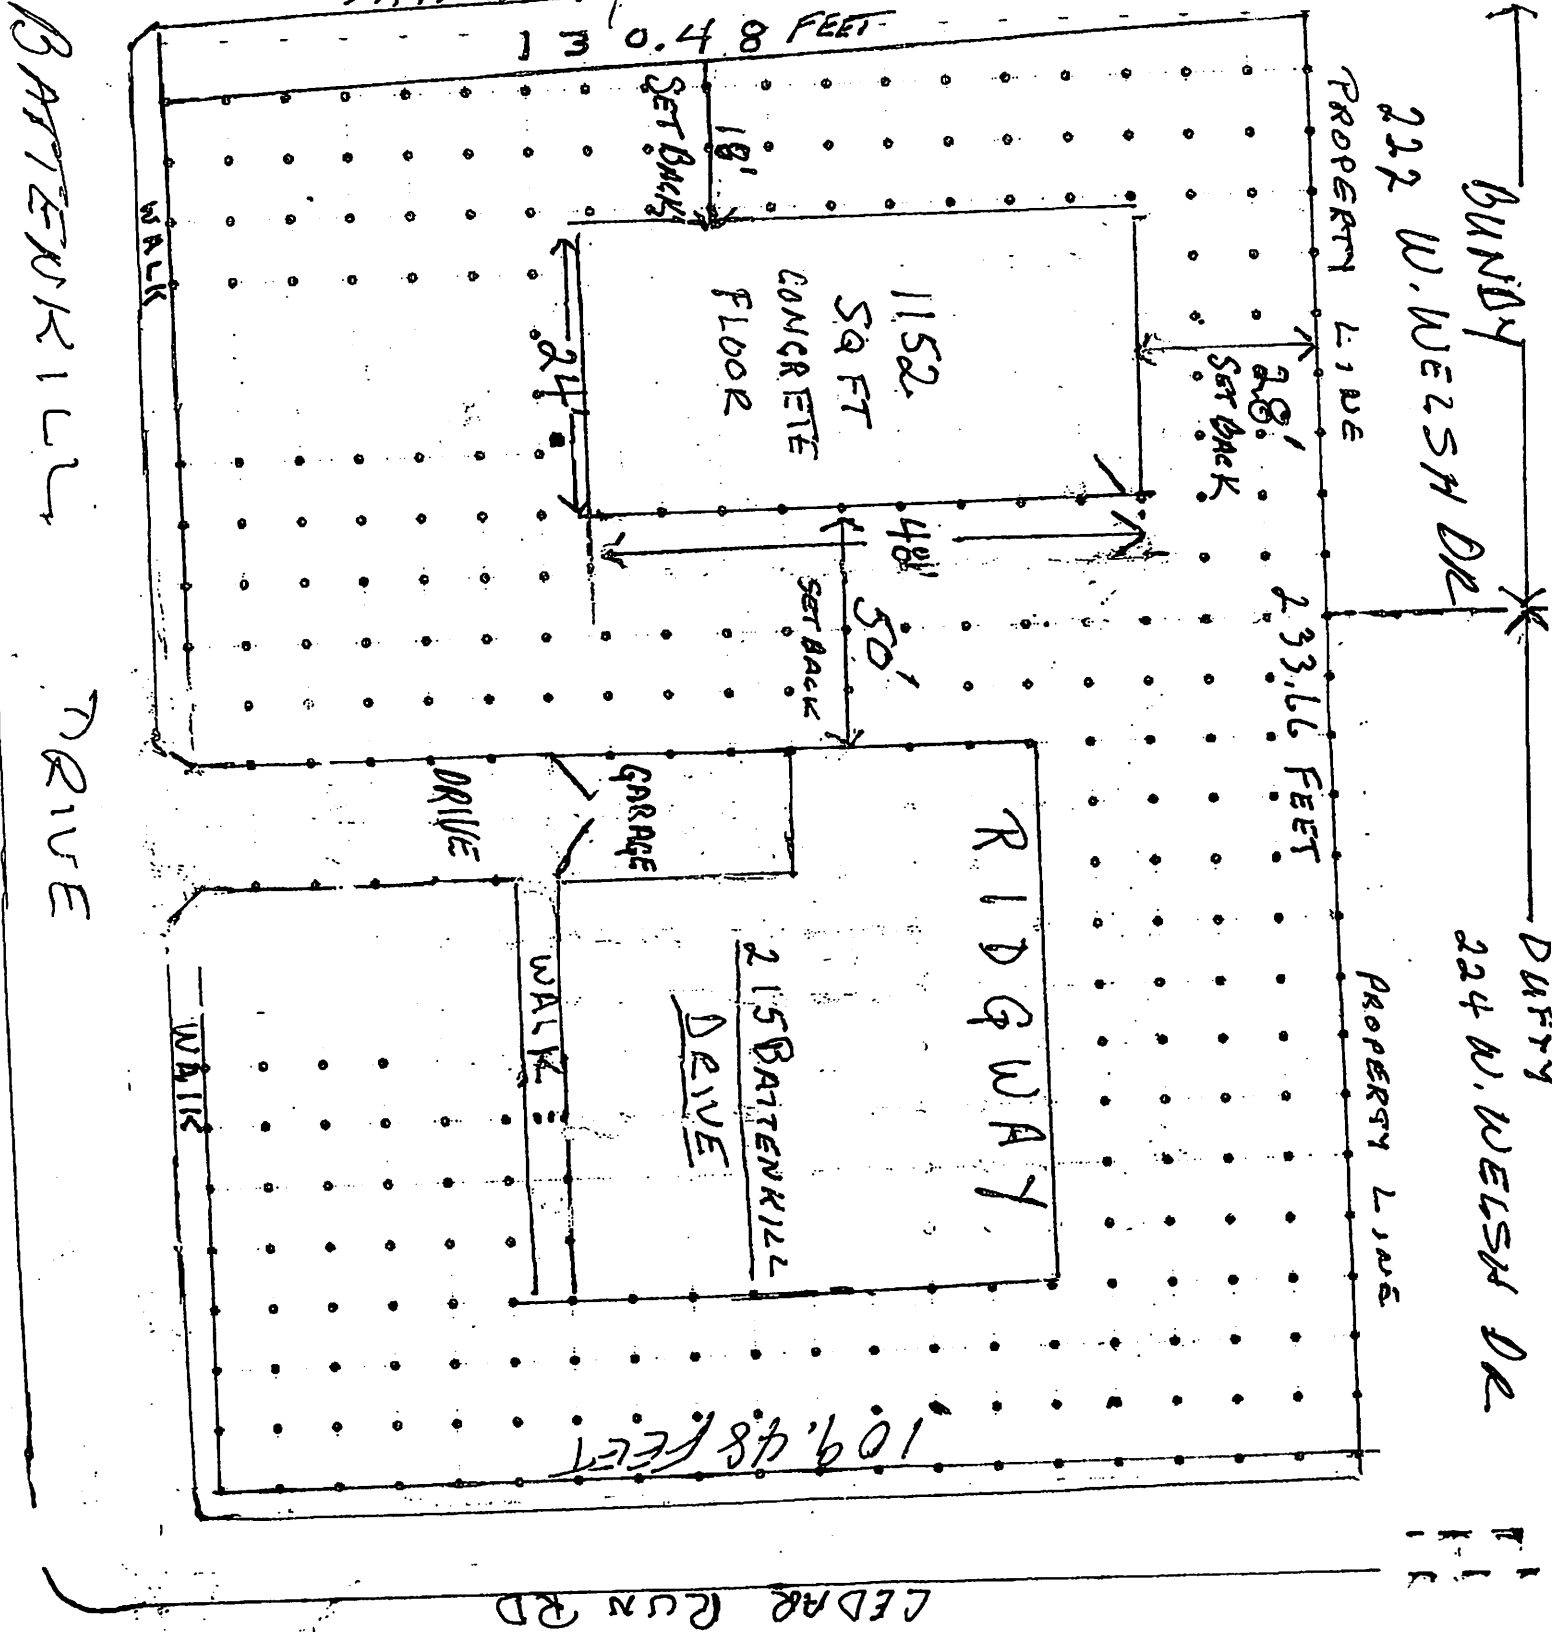 130.48 FEET
BUNDY
222 W. WELSH DR
DUFFY
224 W. WELSH DR
PROPERTY LINE
PROPERTY LINE
233.66 FEET
28'
SET BACK
18'
SET BACK
1152
SQ FT
CONCRETE
FLOOR
24
48'
50'
SET BACK
WALK
GARAGE
DRIVE
RIDGWAY
215 BATTENKILL
DRIVE
WALK
WALK
109.48 FEET
BATTENKILL DRIVE
CEDAR RUN RD